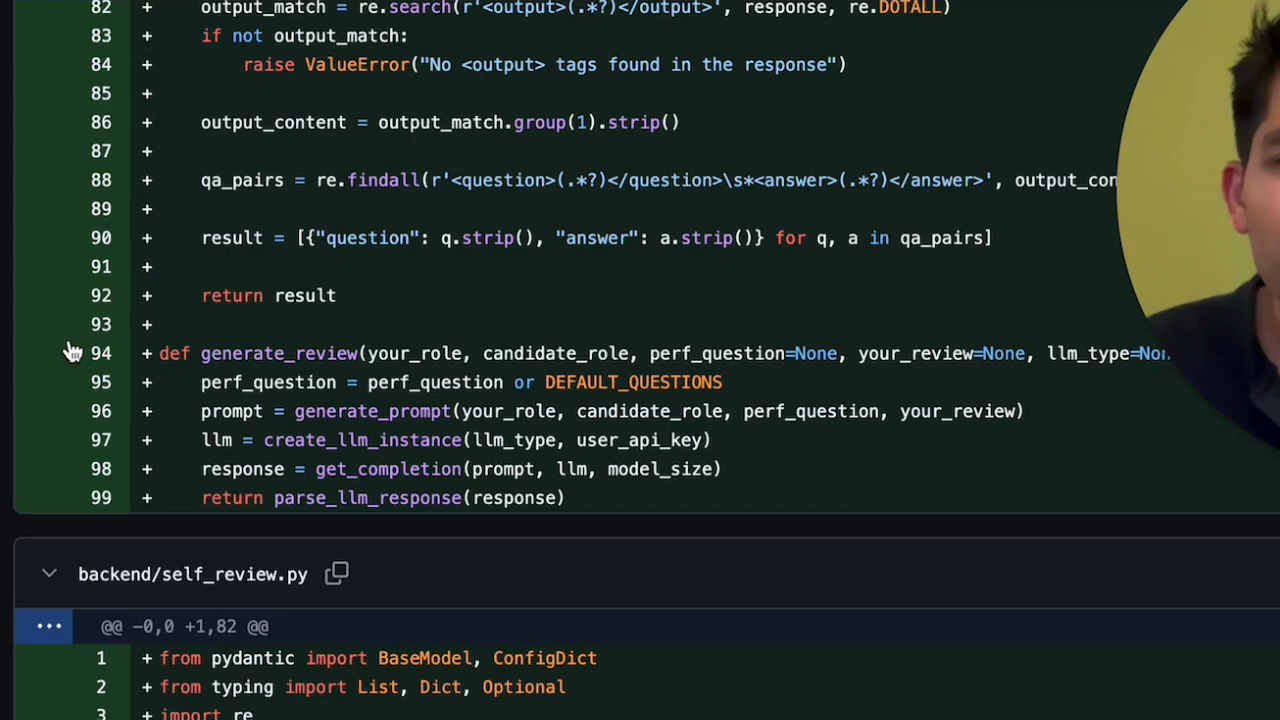 82 + output_match = re.search(r'<output>(.*?)</output>', response, re.DOTALL)
83 + if not output_match:
84 + raise ValueError("No <output> tags found in the response")
85 +
86 + output_content = output_match.group(1).strip()
87 +
88 + qa_pairs = re.findall(r'<question>(.*?)</question>\s*<answer>(.*?)</answer>', output_con
89 +
90 + result = [{"question": q.strip(), "answer": a.strip()} for q, a in qa_pairs]
91 +
92 + return result
93 +
94 + def generate_review(your_role, candidate_role, perf_question=None, your_review=None, llm_type=Non
95 + perf_question = perf_question or DEFAULT_QUESTIONS
96 + prompt = generate_prompt(your_role, candidate_role, perf_question, your_review)
97 + llm = create_llm_instance(llm_type, user_api_key)
98 + response = get_completion(prompt, llm, model_size)
99 + return parse_llm_response(response)
backend/self_review.py
@@ -0,0 +1,82 @@
1 + from pydantic import BaseModel, ConfigDict
2 + from typing import List, Dict, Optional
3 + import re